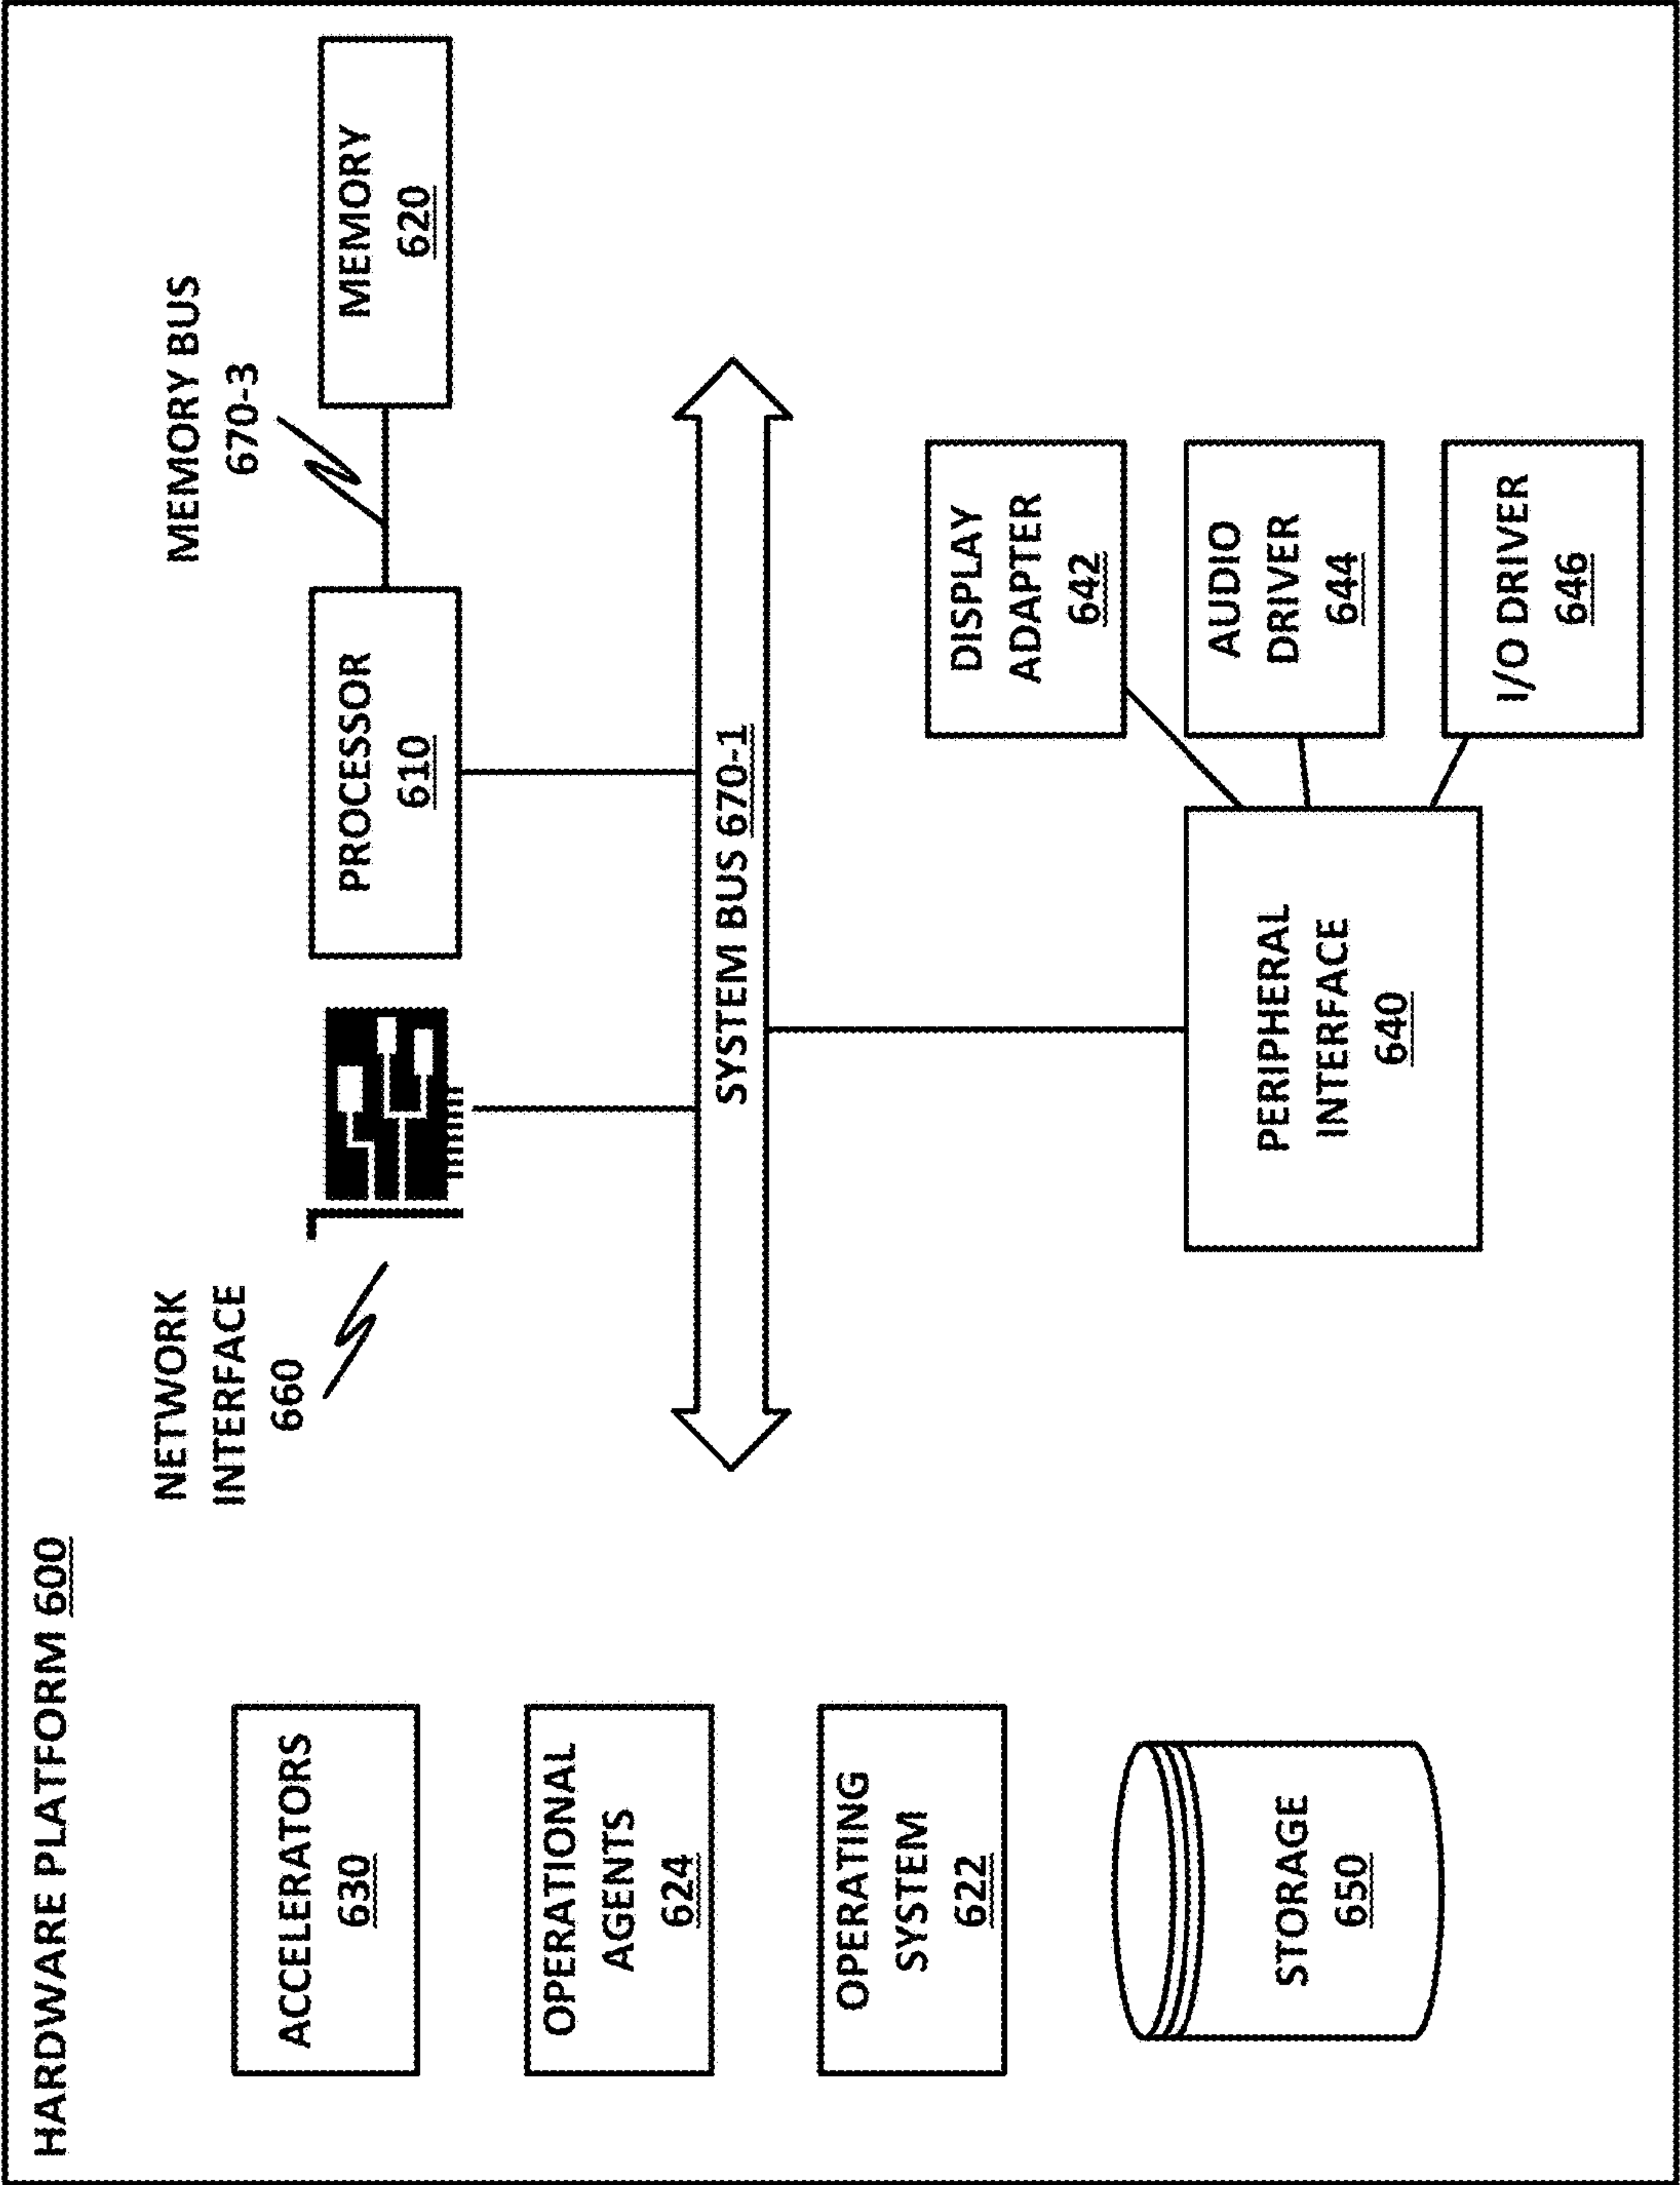 HARDWARE PLATFORM 600
ACCELERATORS
630
OPERATIONAL
AGENTS
624
OPERATING
SYSTEM
622
STORAGE
650
NETWORK
INTERFACE
660
PROCESSOR
610
MEMORY BUS
670-3
MEMORY
620
SYSTEM BUS 670-1
PERIPHERAL
INTERFACE
640
DISPLAY
ADAPTER
642
AUDIO
DRIVER
644
I/O DRIVER
646